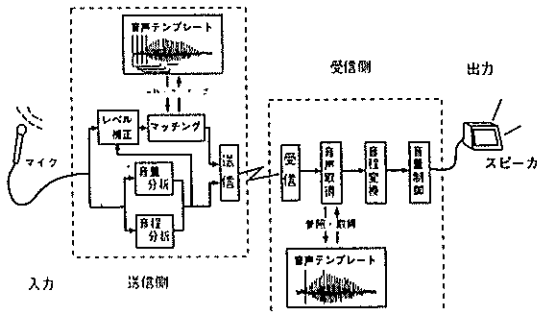 音声テンプレート
受信側
出力
レベル
補正
マッチング
マイク
送信
受信
音声取得
音程変換
音量制御
スピーカ
音量
分析
音程
分析
参照・取得
音声テンプレート
入力
送信側